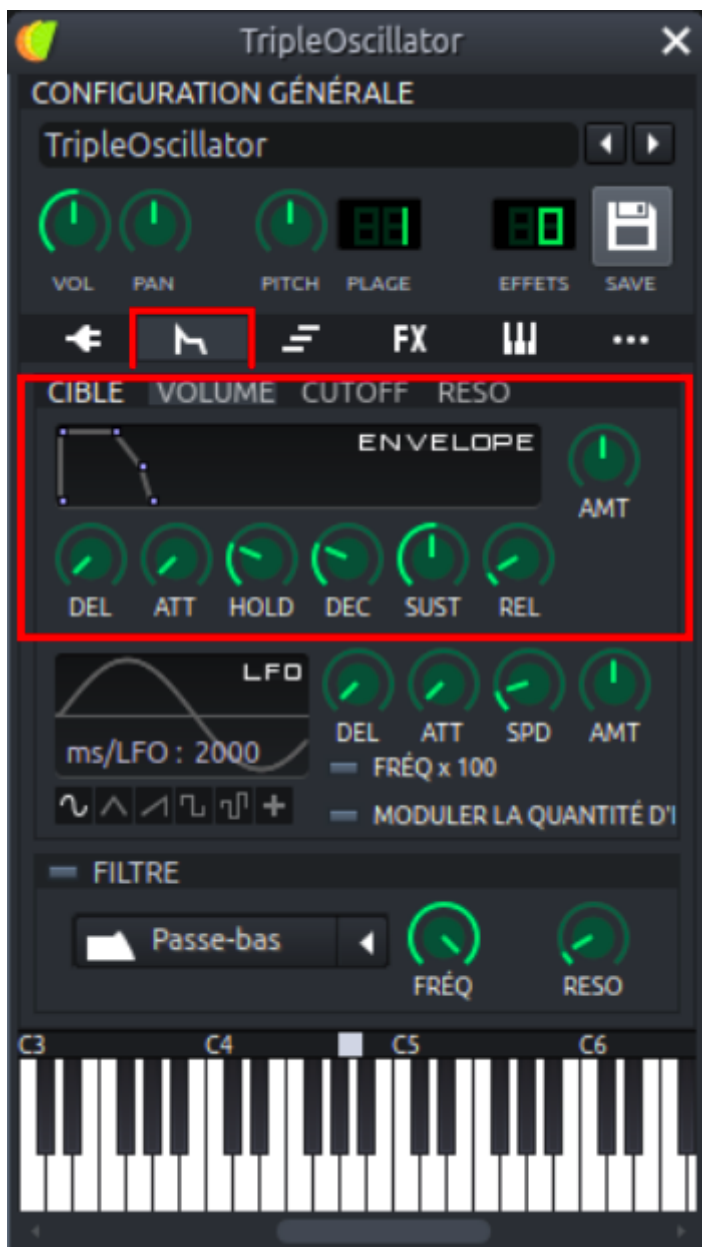 TripleOscillator
CONFIGURATION GÉNÉRALE
TripleOscillator
1 0
VOL PAN PITCH PLAGE EFFETS SAVE
FX
CIBLE VOLUME CUTOFF RESO
ENVELOPE
AMT
DEL ATT HOLD DEC SUST REL
LFO
ms/LFO : 2000
DEL ATT SPD AMT
FRÉQ x 100
MODULER LA QUANTITÉ D'I
FILTRE
Passe-bas
FRÉQ RESO
C3 C4 C5 C6